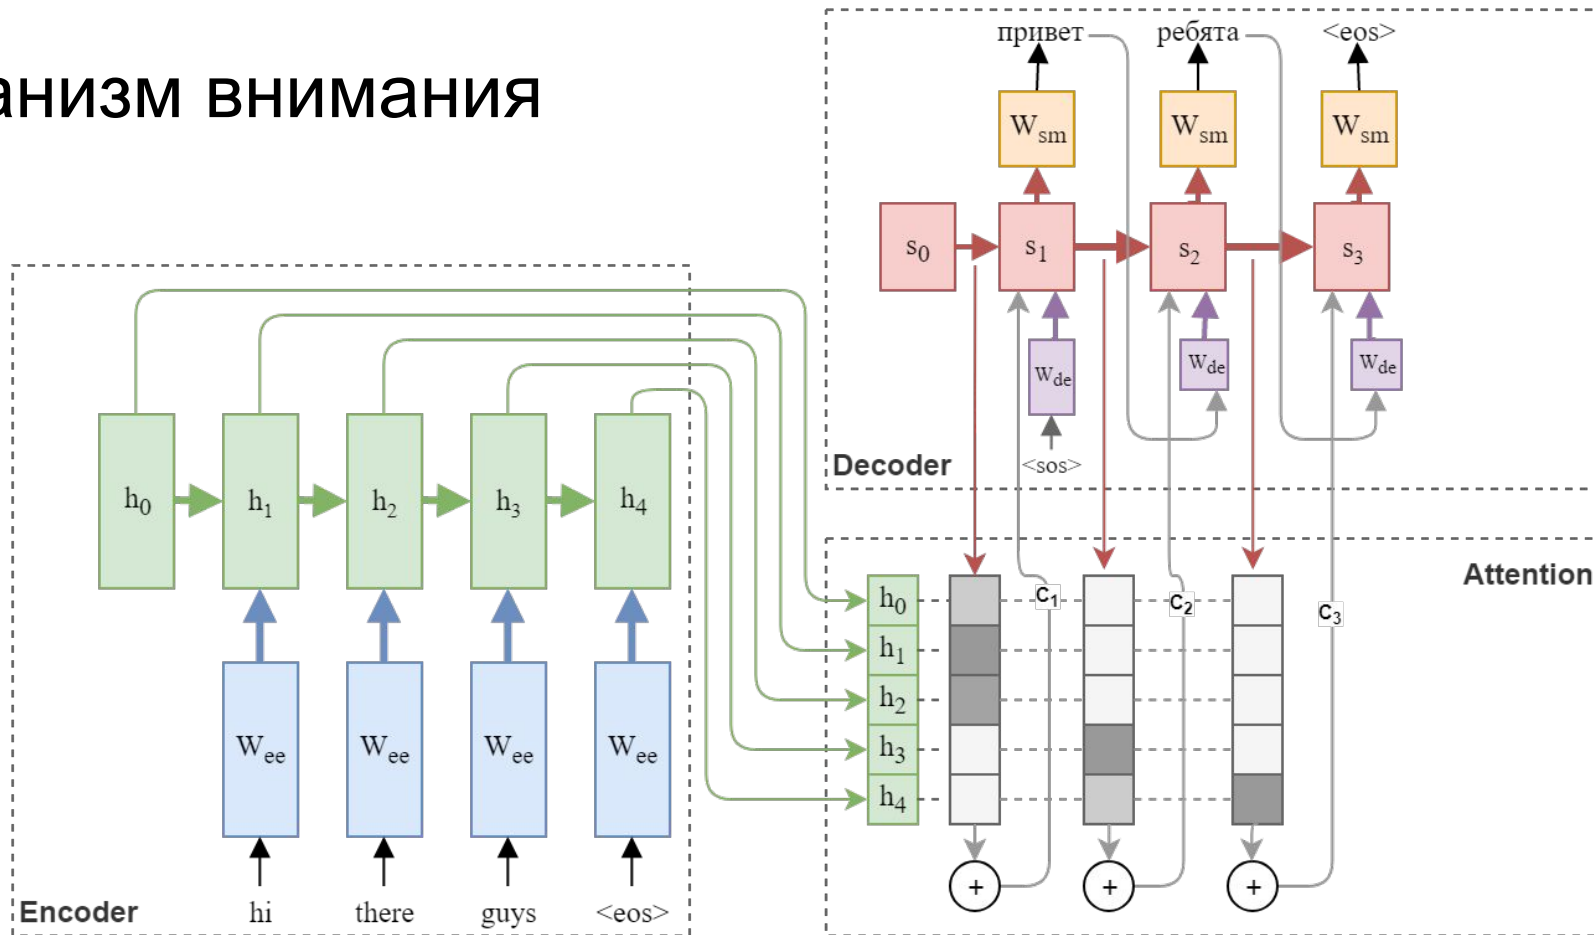 анизм внимания
привет ребята <eos>
Wsm Wsm Wsm
s0 s1 s2 s3
Wde Wde Wde
<sos>
Decoder
h0 h1 h2 h3 h4
Wee Wee Wee Wee
hi there guys <eos>
Encoder
Attention
h0
h1
h2
h3
h4
C1 C2 C3
+ + +